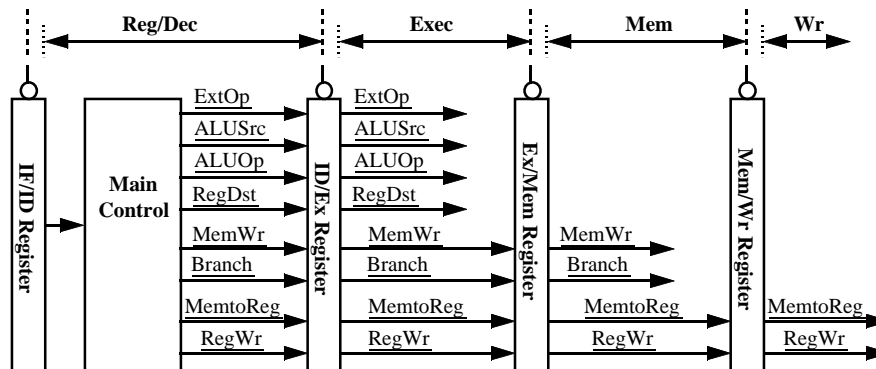 Reg/Dec Exec Mem Wr
ExtOp ExtOp
ALUSrc ALUSrc
ALUOp ALUOp
Main
Control
RegDst RegDst
MemWr MemWr MemWr
Branch Branch Branch
MemtoReg MemtoReg MemtoReg MemtoReg
RegWr RegWr RegWr RegWr
IF/ID Register
ID/Ex Register
Ex/Mem Register
Mem/Wr Register